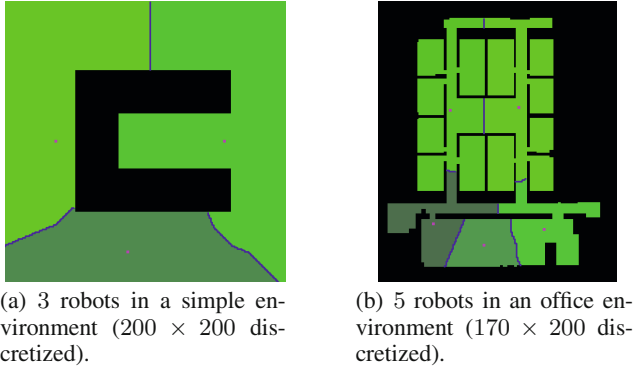 (a) 3 robots in a simple en-
vironment (200 × 200 dis-
cretized).
(b) 5 robots in an office en-
vironment (170 × 200 dis-
cretized).